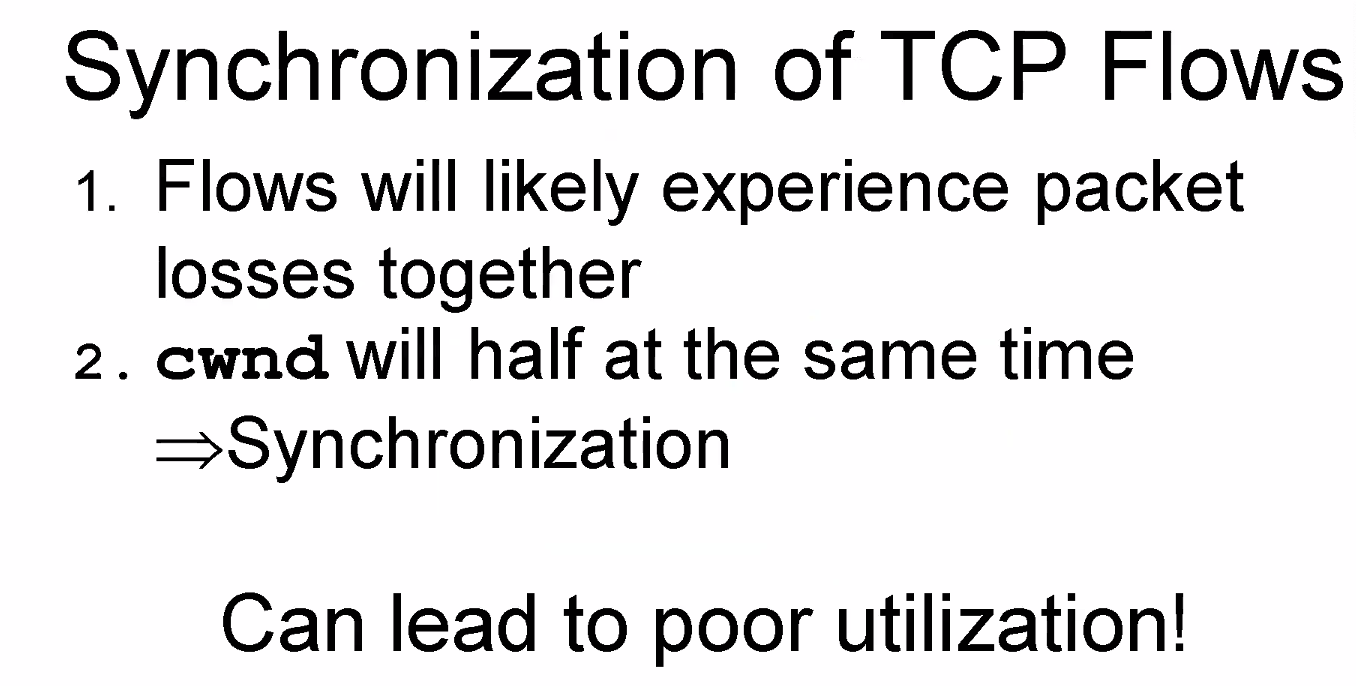 Synchronization of TCP Flows
1. Flows will likely experience packet
losses together
2. cwnd will half at the same time
⇒Synchronization
Can lead to poor utilization!